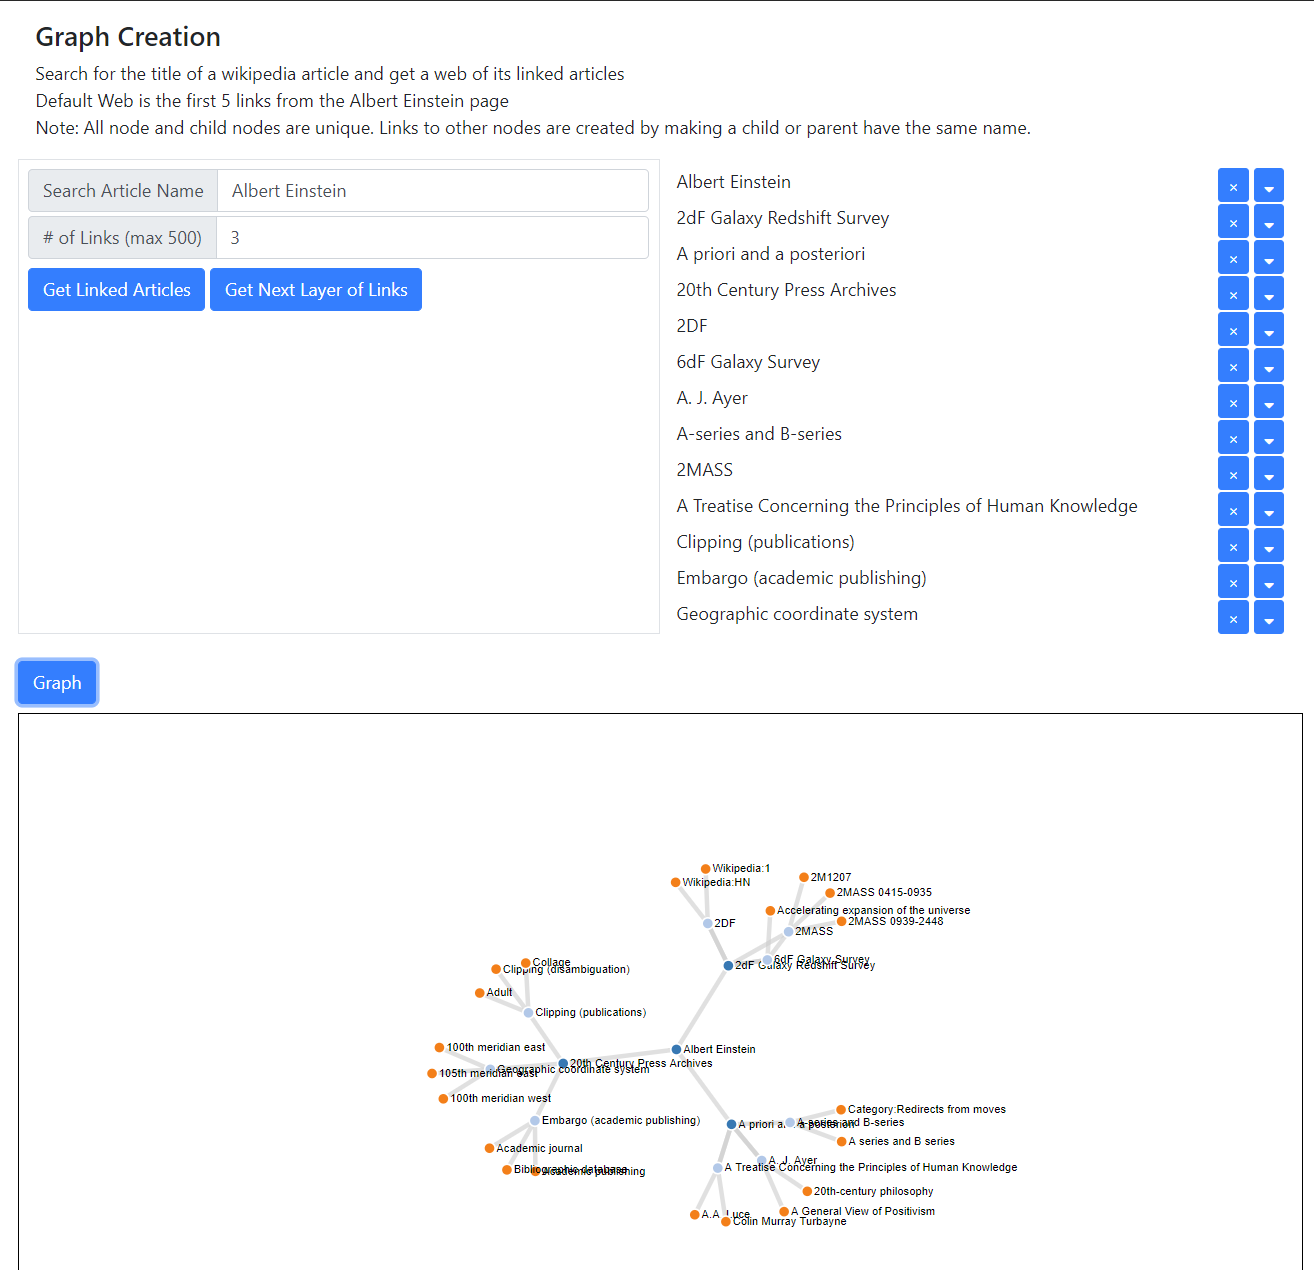 Graph Creation
Search for the title of a wikipedia article and get a web of its linked articles
Default Web is the first 5 links from the Albert Einstein page
Note: All node and child nodes are unique. Links to other nodes are created by making a child or parent have the same name.
Search Article Name Albert Einstein
# of Links (max 500) 3
Get Linked Articles Get Next Layer of Links
Albert Einstein
2dF Galaxy Redshift Survey
A priori and a posteriori
20th Century Press Archives
2DF
6dF Galaxy Survey
A. J. Ayer
A-series and B-series
2MASS
A Treatise Concerning the Principles of Human Knowledge
Clipping (publications)
Embargo (academic publishing)
Geographic coordinate system
Graph
Wikipedia:1
Wikipedia:HN
2M1207
2MASS 0415-0935
Accelerating expansion of the universe
2MASS 0939-2448
2DF
2MASS
6dF Galaxy Survey
2dF Galaxy Redshift Survey
Collage
Clipping (disambiguation)
Adult
Clipping (publications)
100th meridian east
Albert Einstein
20th Century Press Archives
Geographic coordinate system
105th meridian east
100th meridian west
Category:Redirects from moves
Embargo (academic publishing)
A-series and B-series
A priori and a posteriori
A series and B series
Academic journal
A. J. Ayer
A Treatise Concerning the Principles of Human Knowledge
Bibliographic database
Academic publishing
20th-century philosophy
A General View of Positivism
A.A. Luce
Colin Murray Turbayne